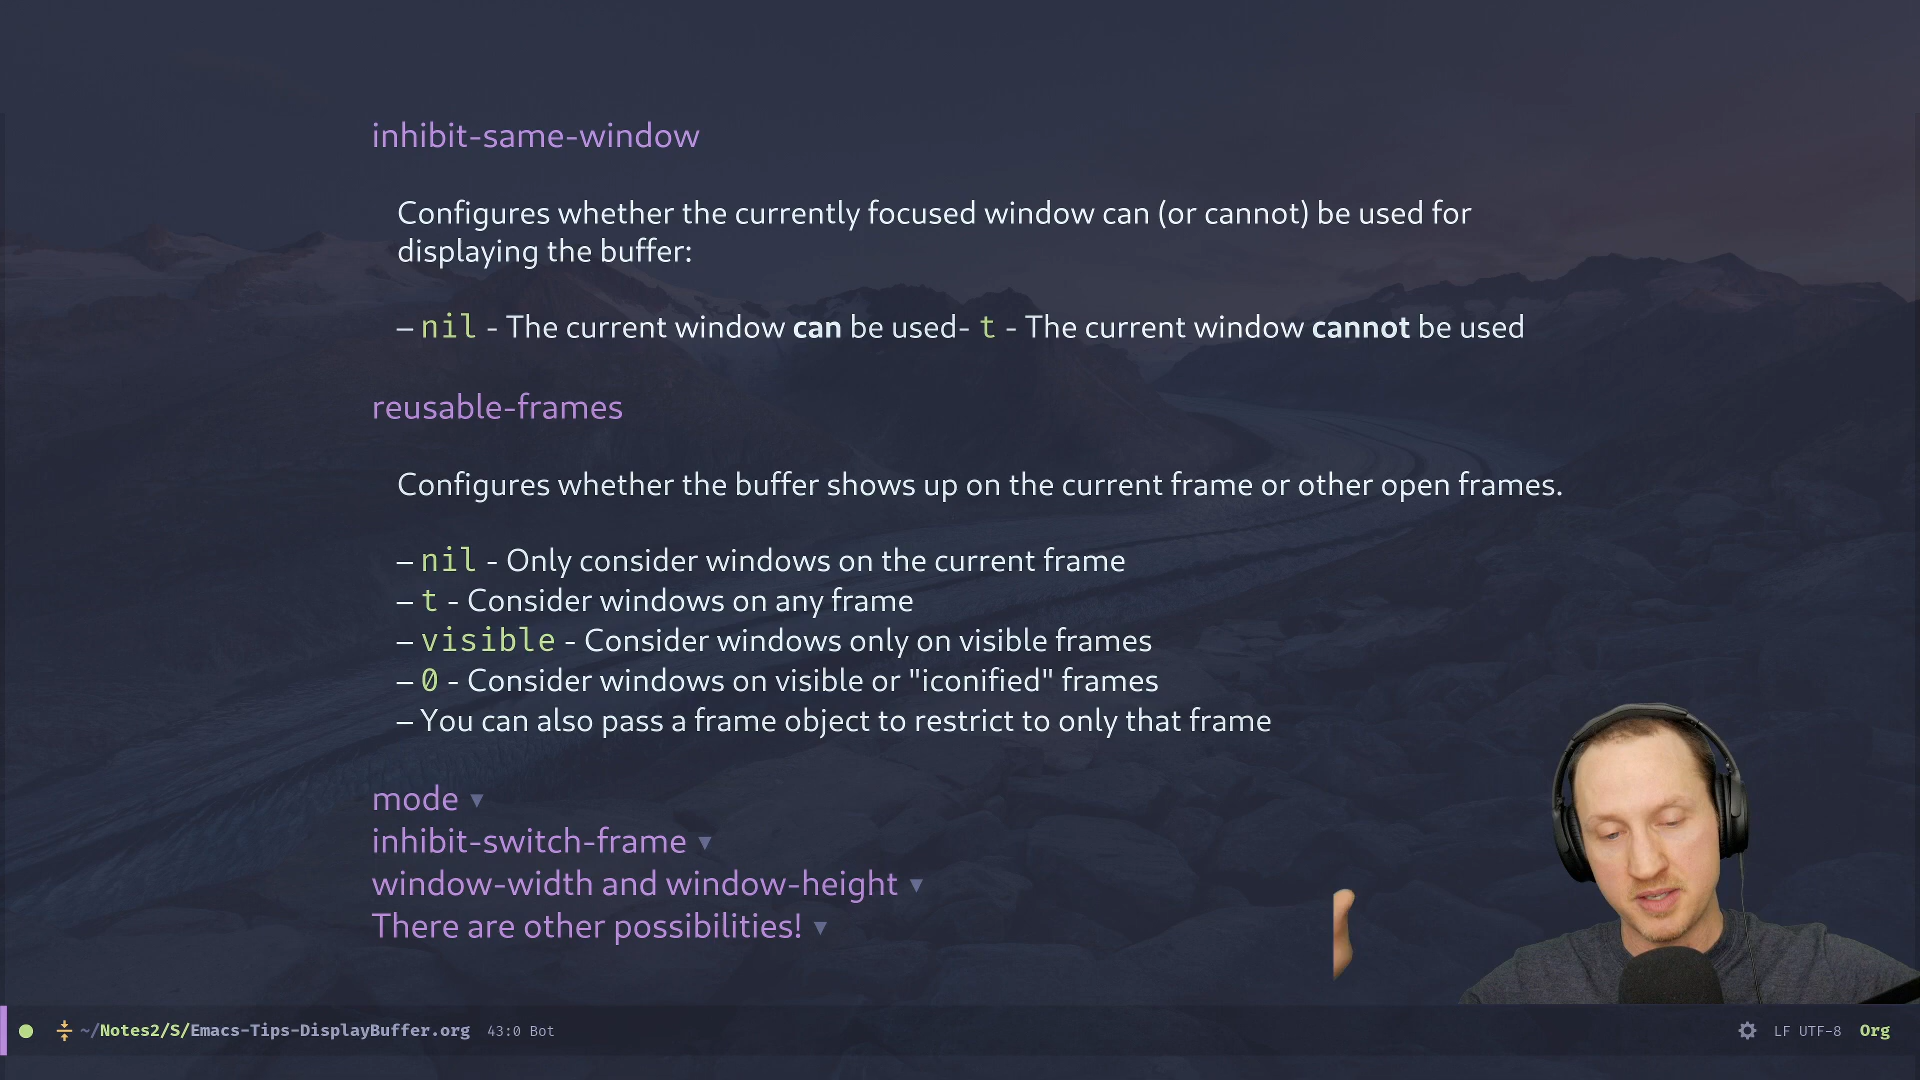 inhibit-same-window
Configures whether the currently focused window can (or cannot) be used for
displaying the buffer:
– nil - The current window can be used- t - The current window cannot be used
reusable-frames
Configures whether the buffer shows up on the current frame or other open frames.
– nil - Only consider windows on the current frame
– t - Consider windows on any frame
– visible - Consider windows only on visible frames
– 0 - Consider windows on visible or "iconified" frames
– You can also pass a frame object to restrict to only that frame
mode ▾
inhibit-switch-frame ▾
window-width and window-height ▾
There are other possibilities! ▾
~/Notes2/S/Emacs-Tips-DisplayBuffer.org 43:0 Bot LF UTF-8 Org